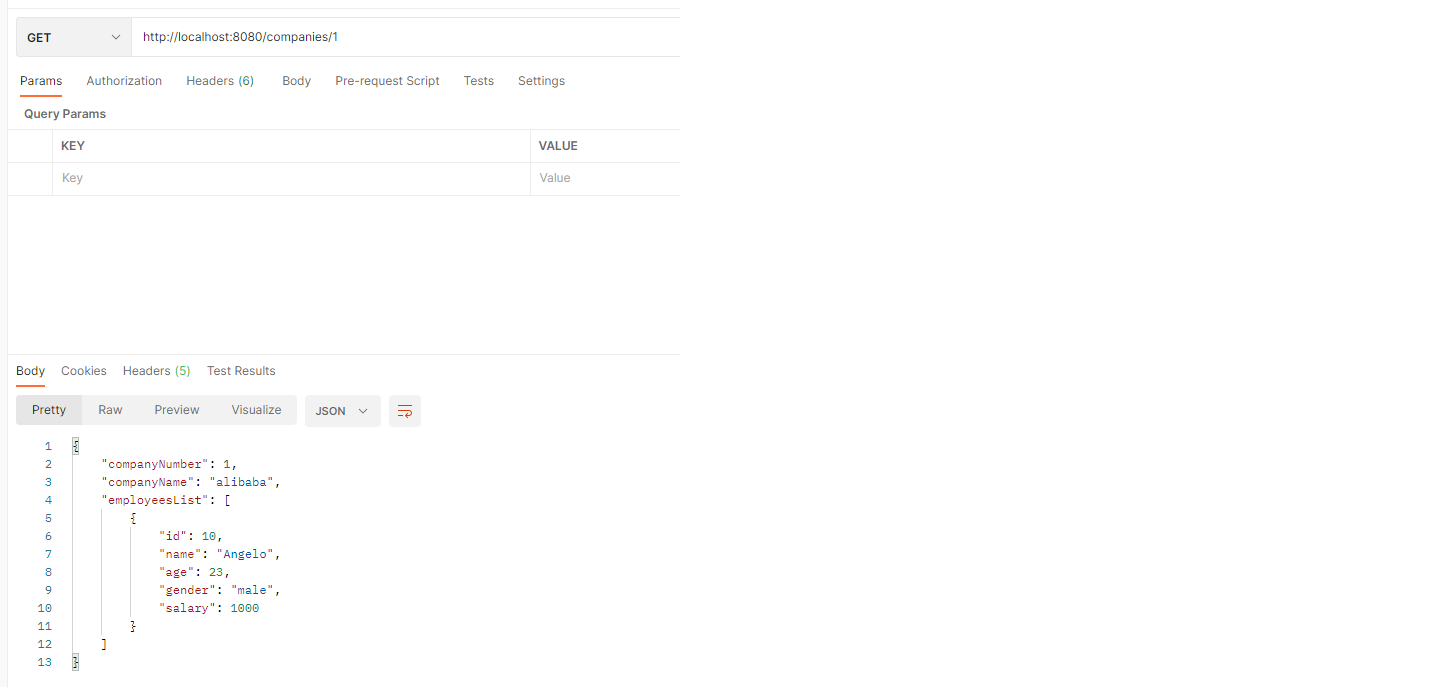 GET http://localhost:8080/companies/1
Params Authorization Headers (6) Body Pre-request Script Tests Settings
Query Params
KEY VALUE
Key Value
Body Cookies Headers (5) Test Results
Pretty Raw Preview Visualize JSON
1 {
2 "companyNumber": 1,
3 "companyName": "alibaba",
4 "employeesList": [
5 {
6 "id": 10,
7 "name": "Angelo",
8 "age": 23,
9 "gender": "male",
10 "salary": 1000
11 }
12 ]
13 }